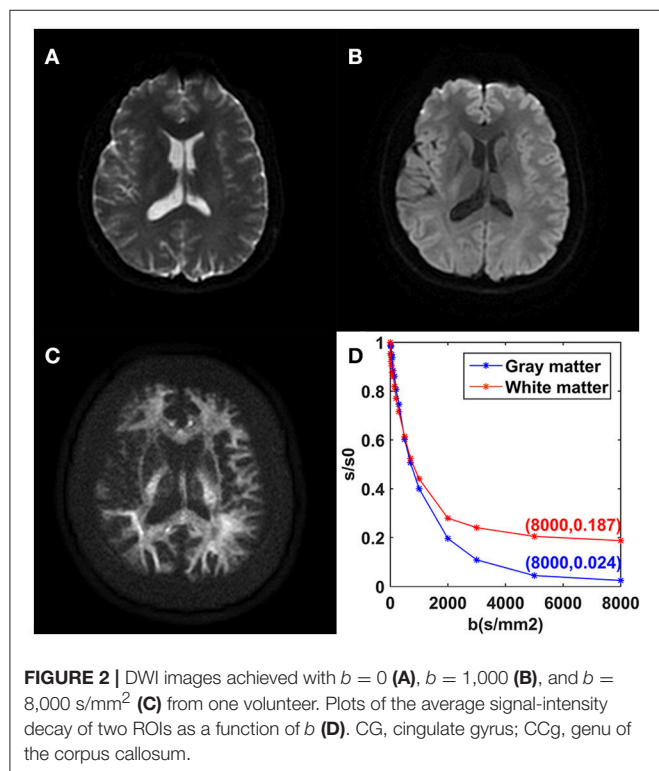 A
B
C
D
1
0.8
0.6
0.4
0.2
0
s/s0
Gray matter
White matter
(8000,0.187)
(8000,0.024)
0 2000 4000 6000 8000
b(s/mm2)
FIGURE 2 | DWI images achieved with b = 0 (A), b = 1,000 (B), and b =
8,000 s/mm² (C) from one volunteer. Plots of the average signal-intensity
decay of two ROIs as a function of b (D). CG, cingulate gyrus; CCg, genu of
the corpus callosum.